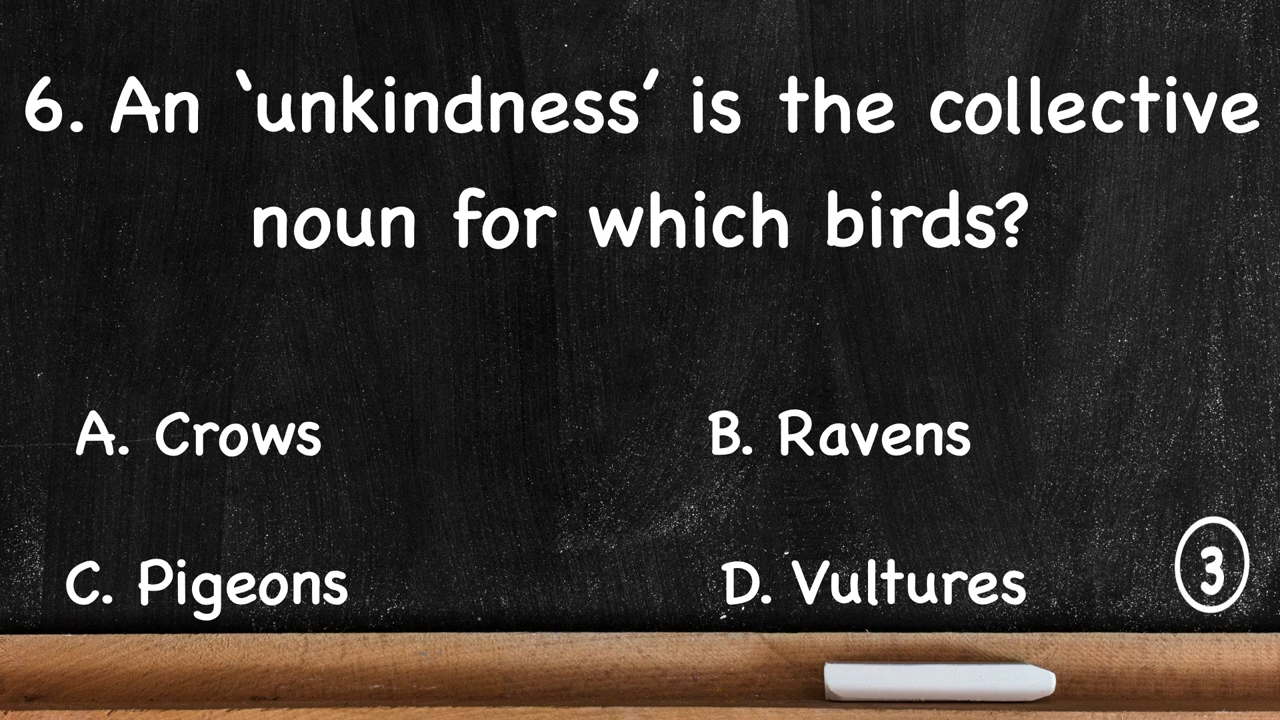 6. An ‘unkindness’ is the collective
noun for which birds?
A. Crows
B. Ravens
C. Pigeons
D. Vultures
3